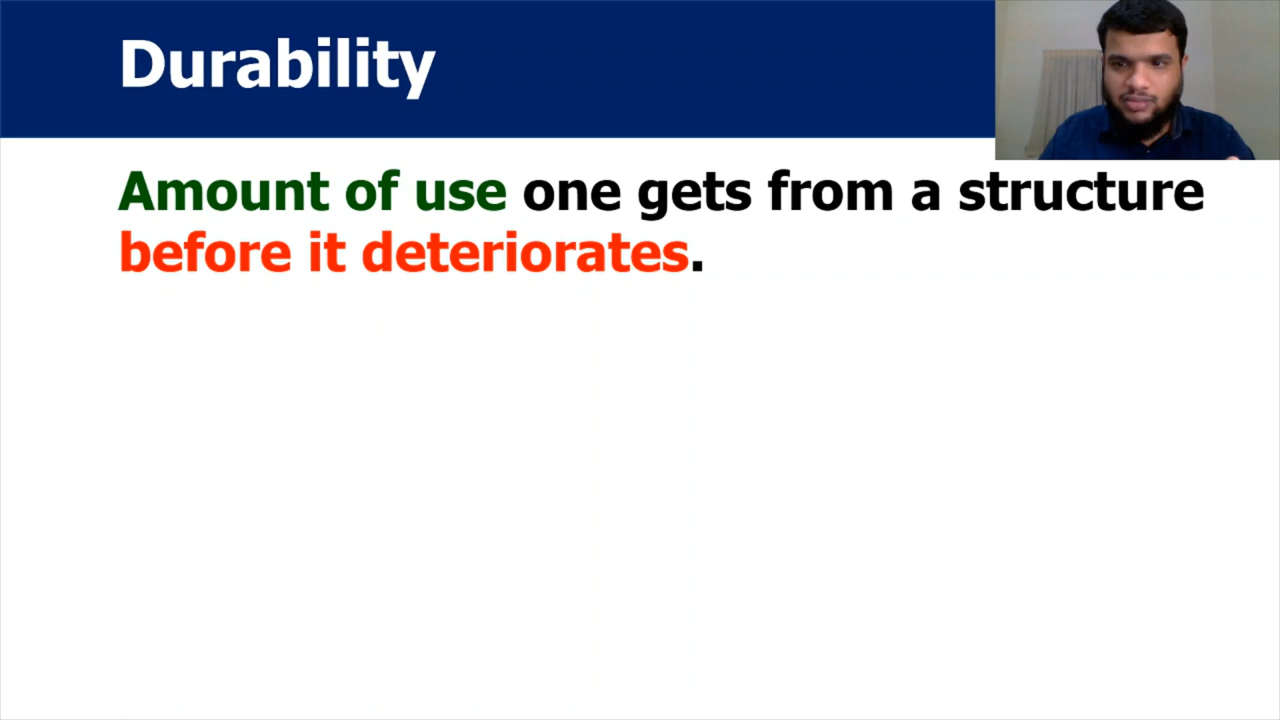 Durability
Amount of use one gets from a structure
before it deteriorates.